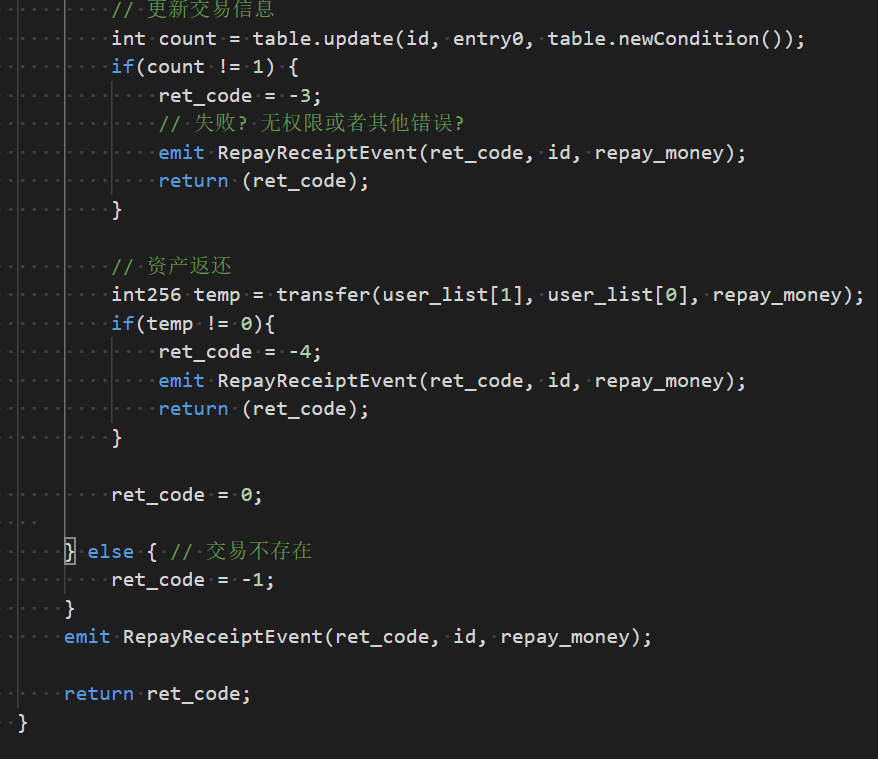 // 更新交易信息
int count = table.update(id, entry0, table.newCondition());
if(count != 1) {
ret_code = -3;
// 失败? 无权限或者其他错误?
emit RepayReceiptEvent(ret_code, id, repay_money);
return (ret_code);
}
// 资产返还
int256 temp = transfer(user_list[1], user_list[0], repay_money);
if(temp != 0){
ret_code = -4;
emit RepayReceiptEvent(ret_code, id, repay_money);
return (ret_code);
}
ret_code = 0;
} else { // 交易不存在
ret_code = -1;
}
emit RepayReceiptEvent(ret_code, id, repay_money);
return ret_code;
}